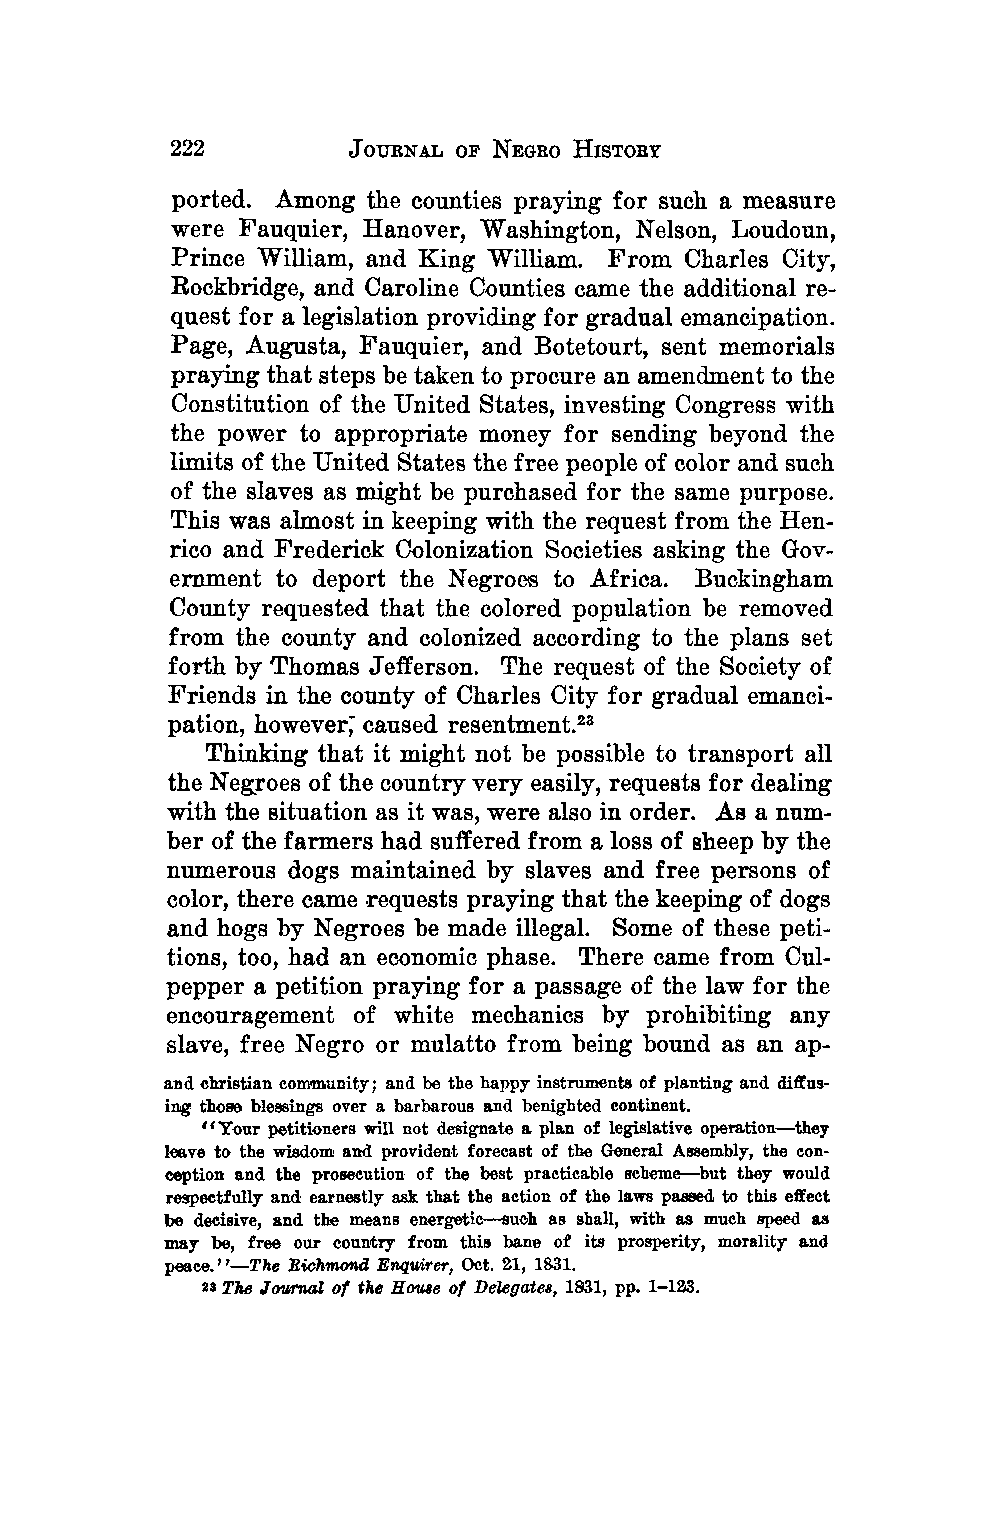 222 JOURNAL OF NEGRO HISTORY
ported. Among the counties praying for such a measure
were Fauquier, Hanover, Washington, Nelson, Loudoun,
Prince William, and King William. From Charles City,
Rockbridge, and Caroline Counties came the additional re-
quest for a legislation providing for gradual emancipation.
Page, Augusta, Fauquier, and Botetourt, sent memorials
praying that steps be taken to procure an amendment to the
Constitution of the United States, investing Congress with
the power to appropriate money for sending beyond the
limits of the United States the free people of color and such
of the slaves as might be purchased for the same purpose.
This was almost in keeping with the request from the Hen-
rico and Frederick Colonization Societies asking the Gov-
ernment to deport the Negroes to Africa. Buckingham
County requested that the colored population be removed
from the county and colonized according to the plans set
forth by Thomas Jefferson. The request of the Society of
Friends in the county of Charles City for gradual emanci-
pation, however, caused resentment.²³
Thinking that it might not be possible to transport all
the Negroes of the country very easily, requests for dealing
with the situation as it was, were also in order. As a num-
ber of the farmers had suffered from a loss of sheep by the
numerous dogs maintained by slaves and free persons of
color, there came requests praying that the keeping of dogs
and hogs by Negroes be made illegal. Some of these peti-
tions, too, had an economic phase. There came from Cul-
pepper a petition praying for a passage of the law for the
encouragement of white mechanics by prohibiting any
slave, free Negro or mulatto from being bound as an ap-
and christian community; and be the happy instruments of planting and diffus-
ing those blessings over a barbarous and benighted continent.
"Your petitioners will not designate a plan of legislative operation—they
leave to the wisdom and provident forecast of the General Assembly, the con-
ception and the prosecution of the best practicable scheme—but they would
respectfully and earnestly ask that the action of the laws passed to this effect
be decisive, and the means energetic—such as shall, with as much speed as
may be, free our country from this bane of its prosperity, morality and
peace."—The Richmond Enquirer, Oct. 21, 1831.
²³ The Journal of the House of Delegates, 1831, pp. 1–123.